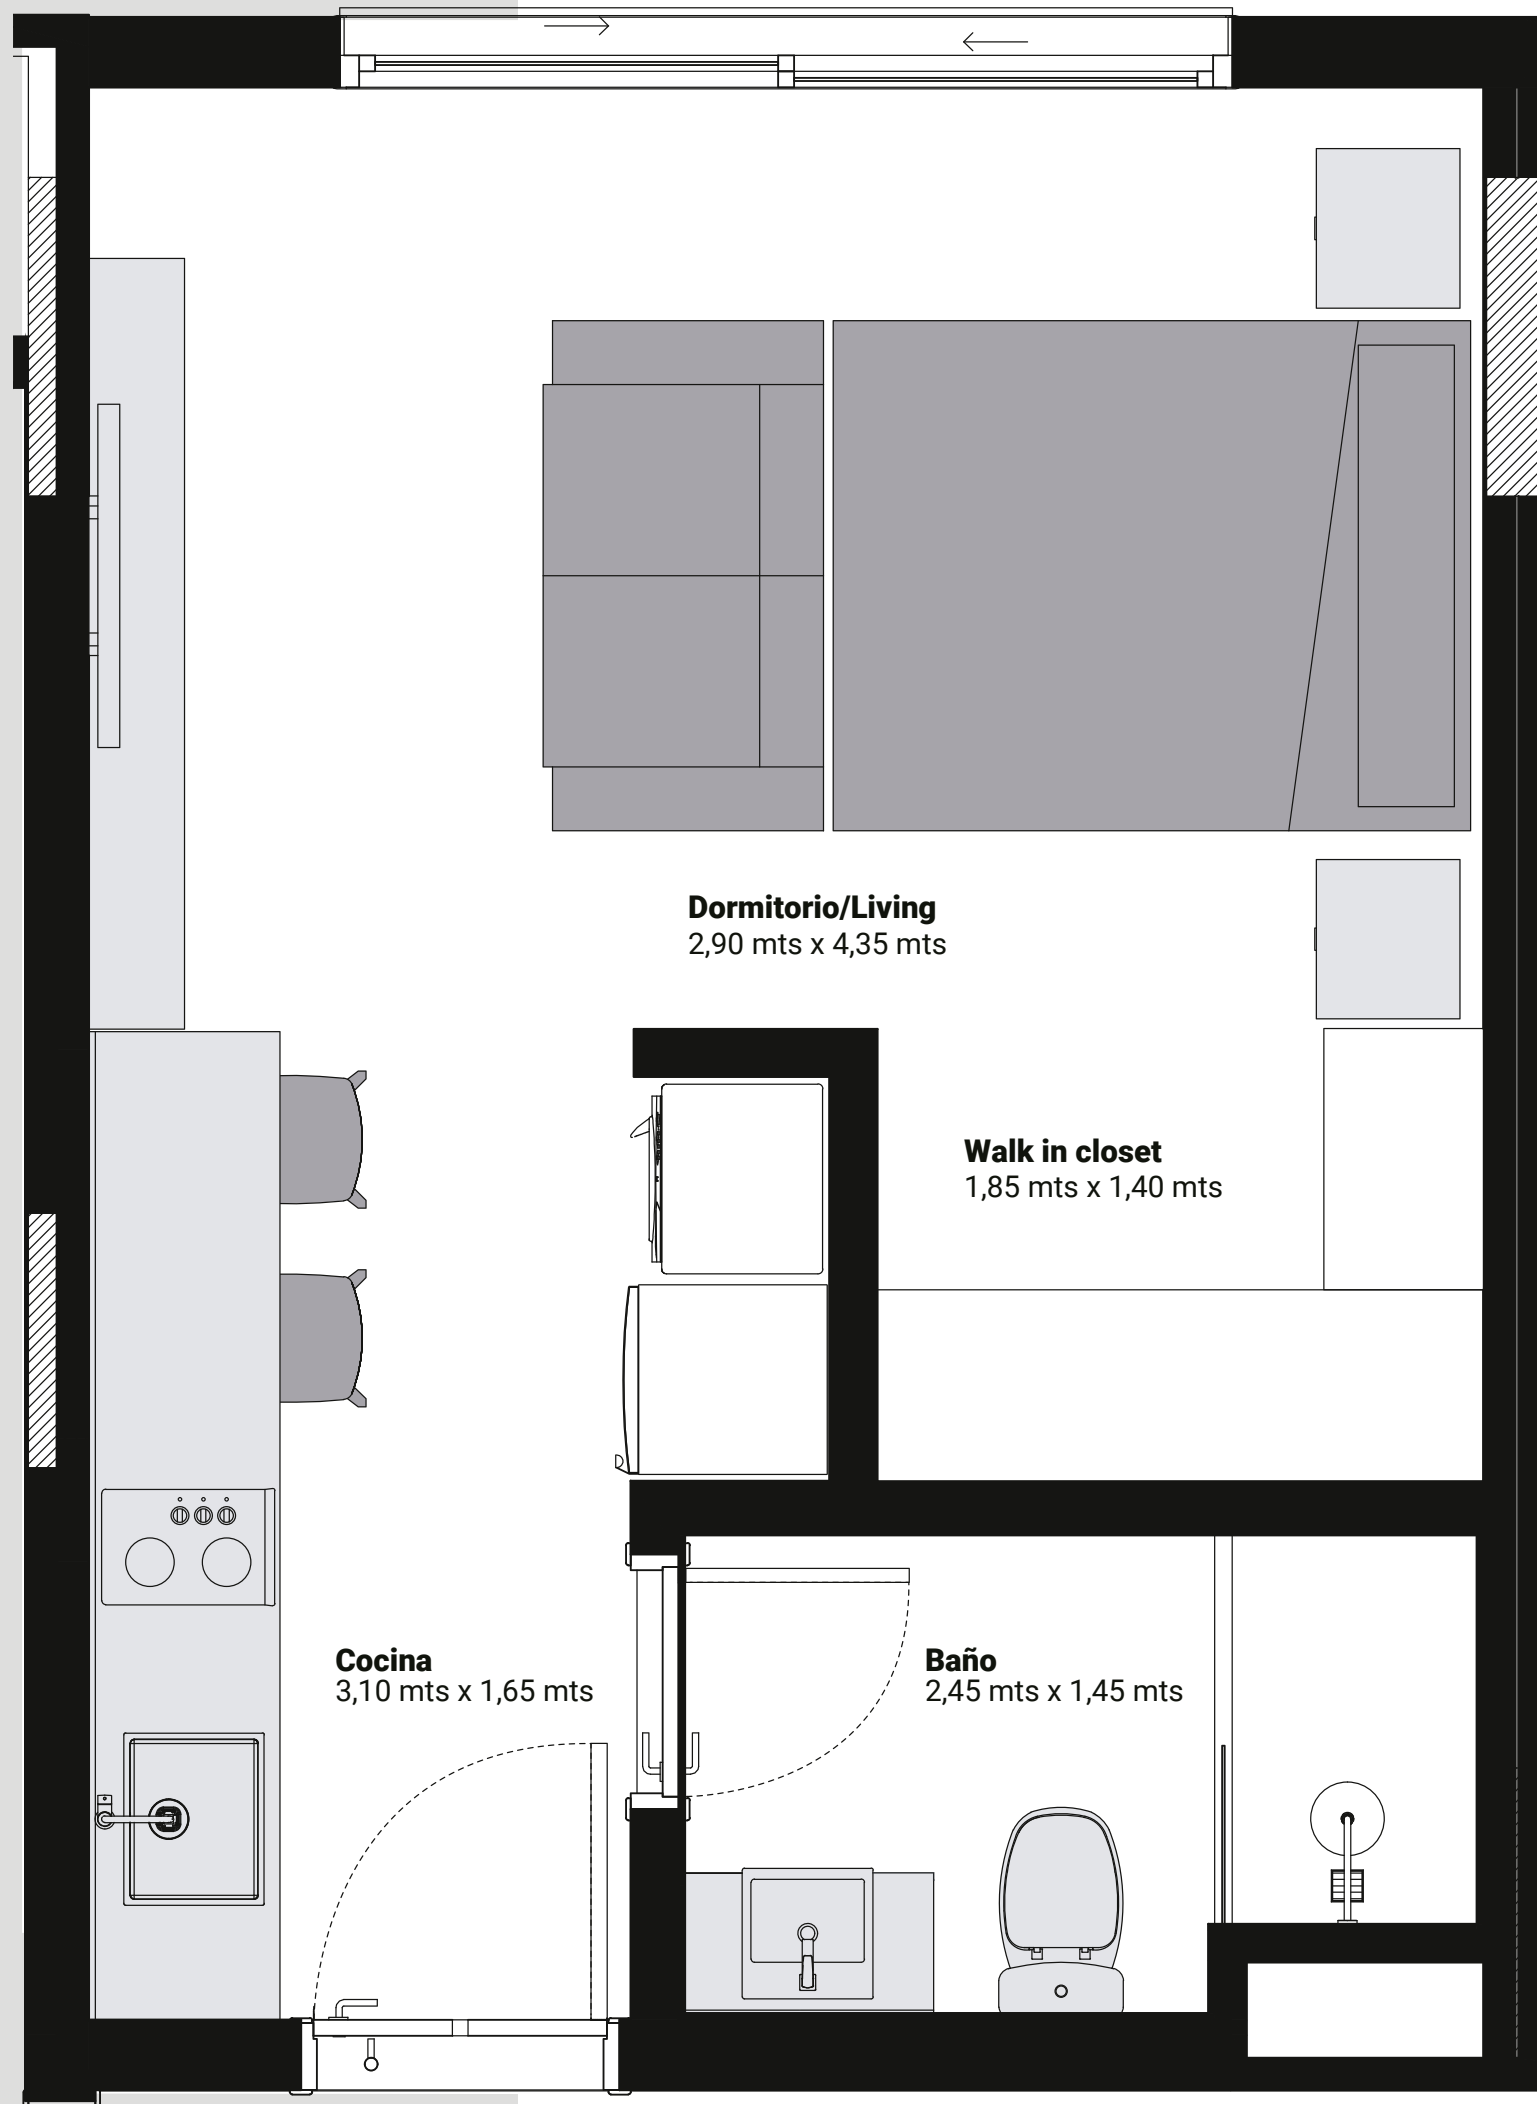 Dormitorio/Living
2,90 mts x 4,35 mts
Walk in closet
1,85 mts x 1,40 mts
Cocina
3,10 mts x 1,65 mts
Baño
2,45 mts x 1,45 mts